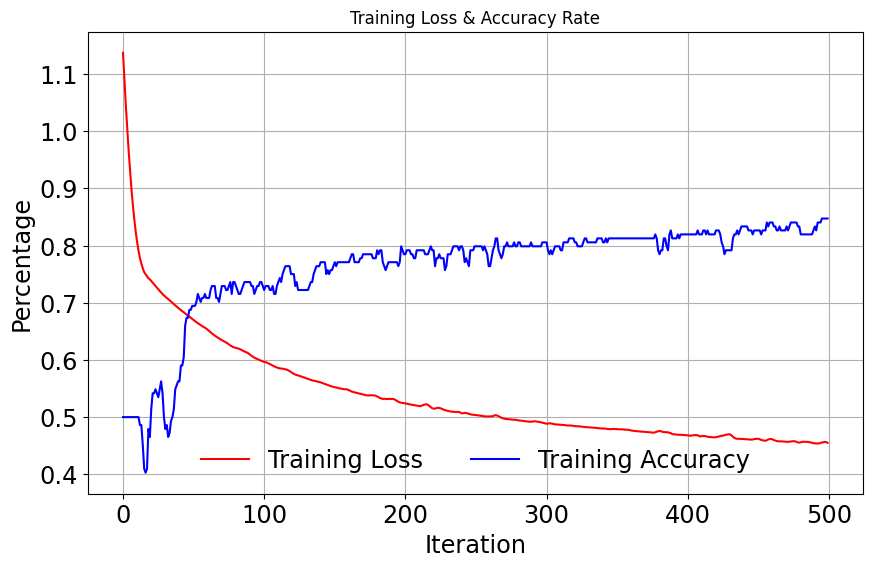 Training Loss & Accuracy Rate
Percentage
1.1
1.0
0.9
0.8
0.7
0.6
0.5
0.4
Training Loss Training Accuracy
0 100 200 300 400 500
Iteration